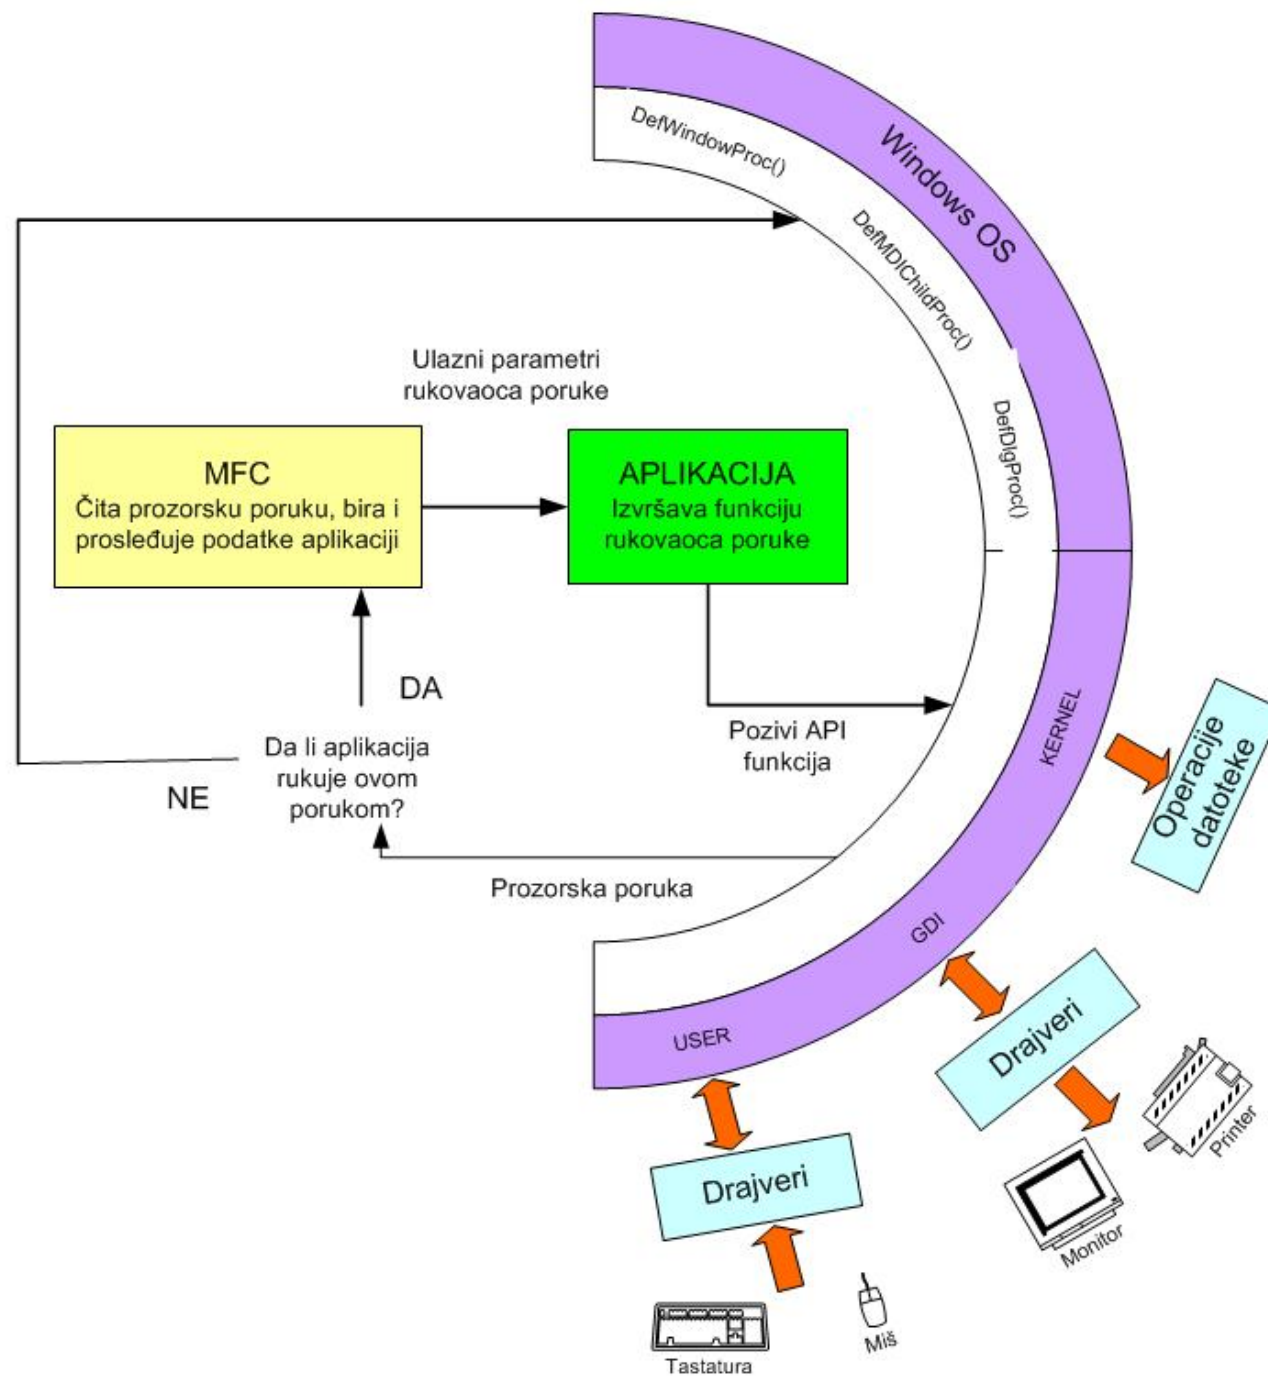 DefWindowProc()
Windows OS
DefMDIChildProc()
DefDlgProc()
Ulazni parametri
rukovaoca poruke
MFC
Čita prozorsku poruku, bira i
prosleđuje podatke aplikaciji
APLIKACIJA
Izvršava funkciju
rukovaoca poruke
DA
Da li aplikacija
rukuje ovom
porukom?
NE
Pozivi API
funkcija
Prozorska poruka
KERNEL
Operacije
datoteke
GDI
USER
Drajveri
Printer
Monitor
Drajveri
Miš
Tastatura